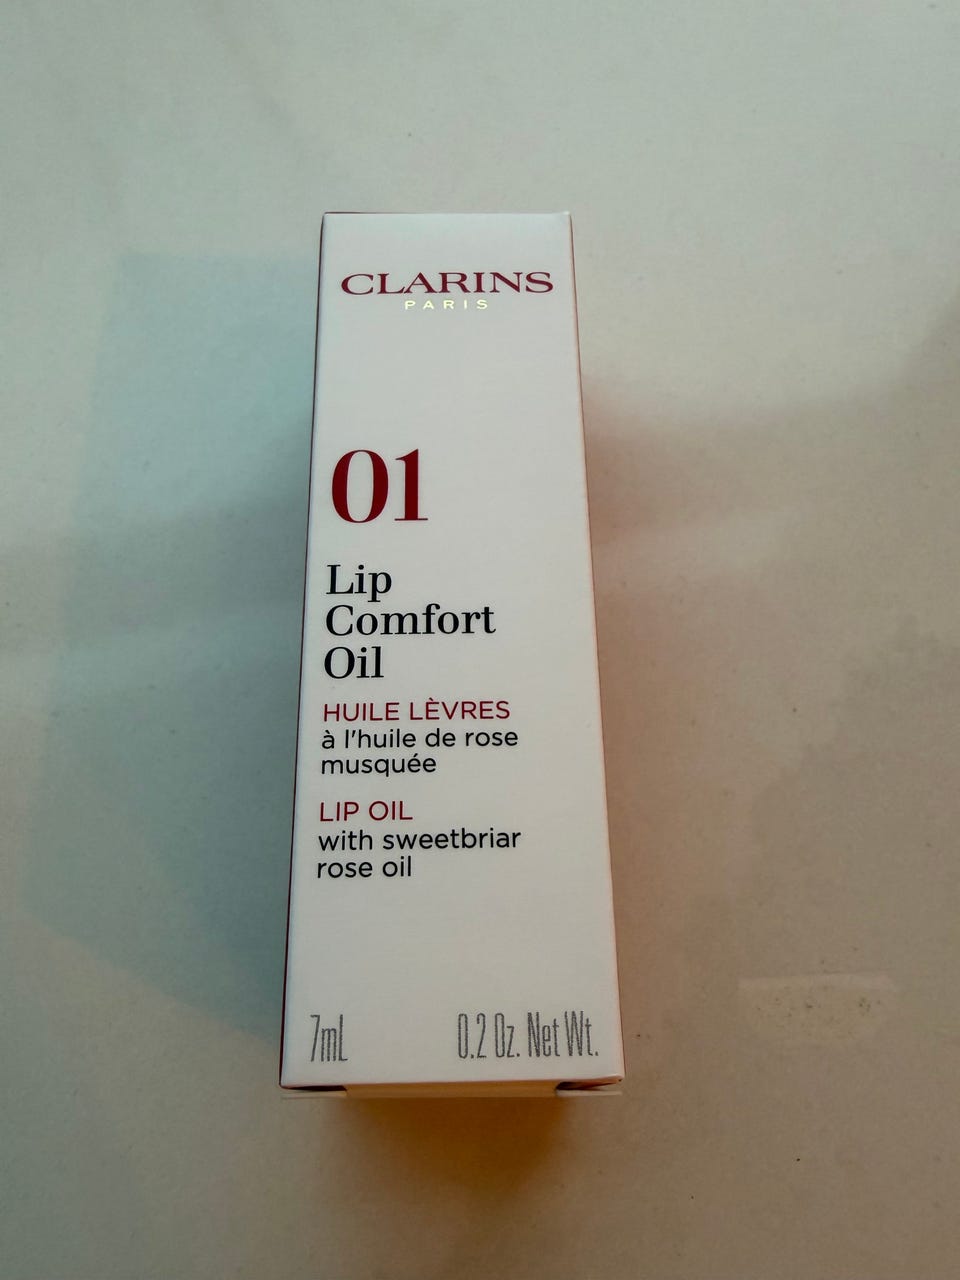 CLARINS
PARIS
01
Lip
Comfort
Oil
HUILE LÈVRES
à l'huile de rose
musquée
LIP OIL
with sweetbriar
rose oil
7mL 0.2 Oz. Net Wt.